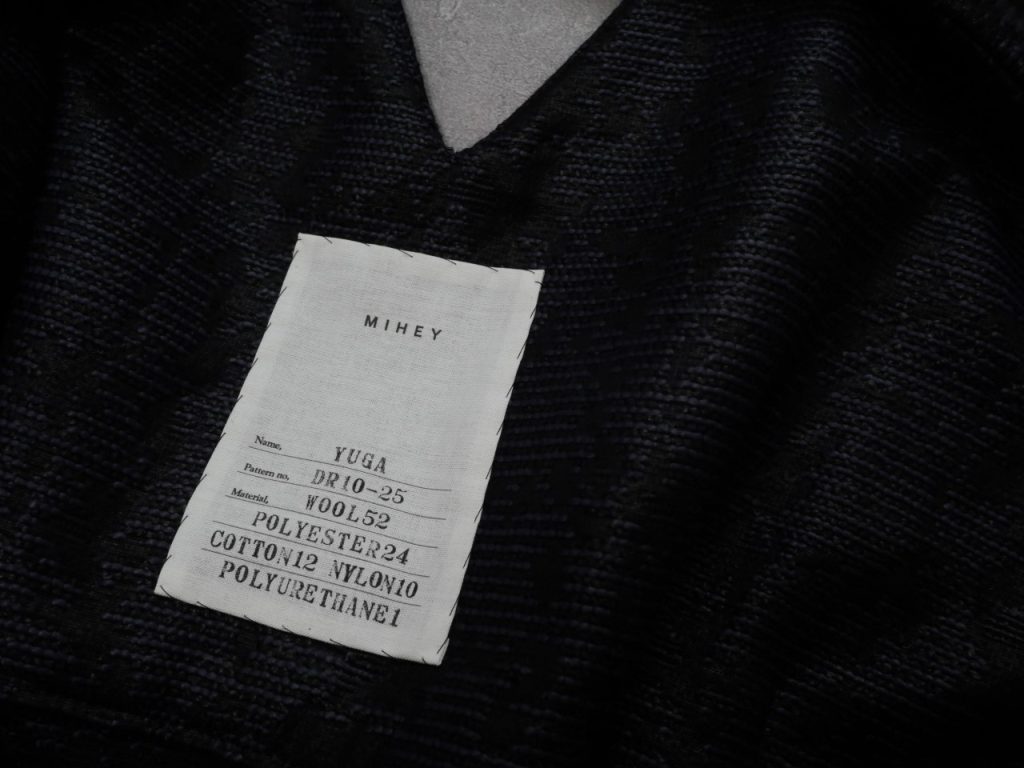 MIHEY
Name, YUGA
Pattern no, DR10-25
Material, WOOL52
POLYESTER24
COTTON12 NYLON10
POLYURETHANE1